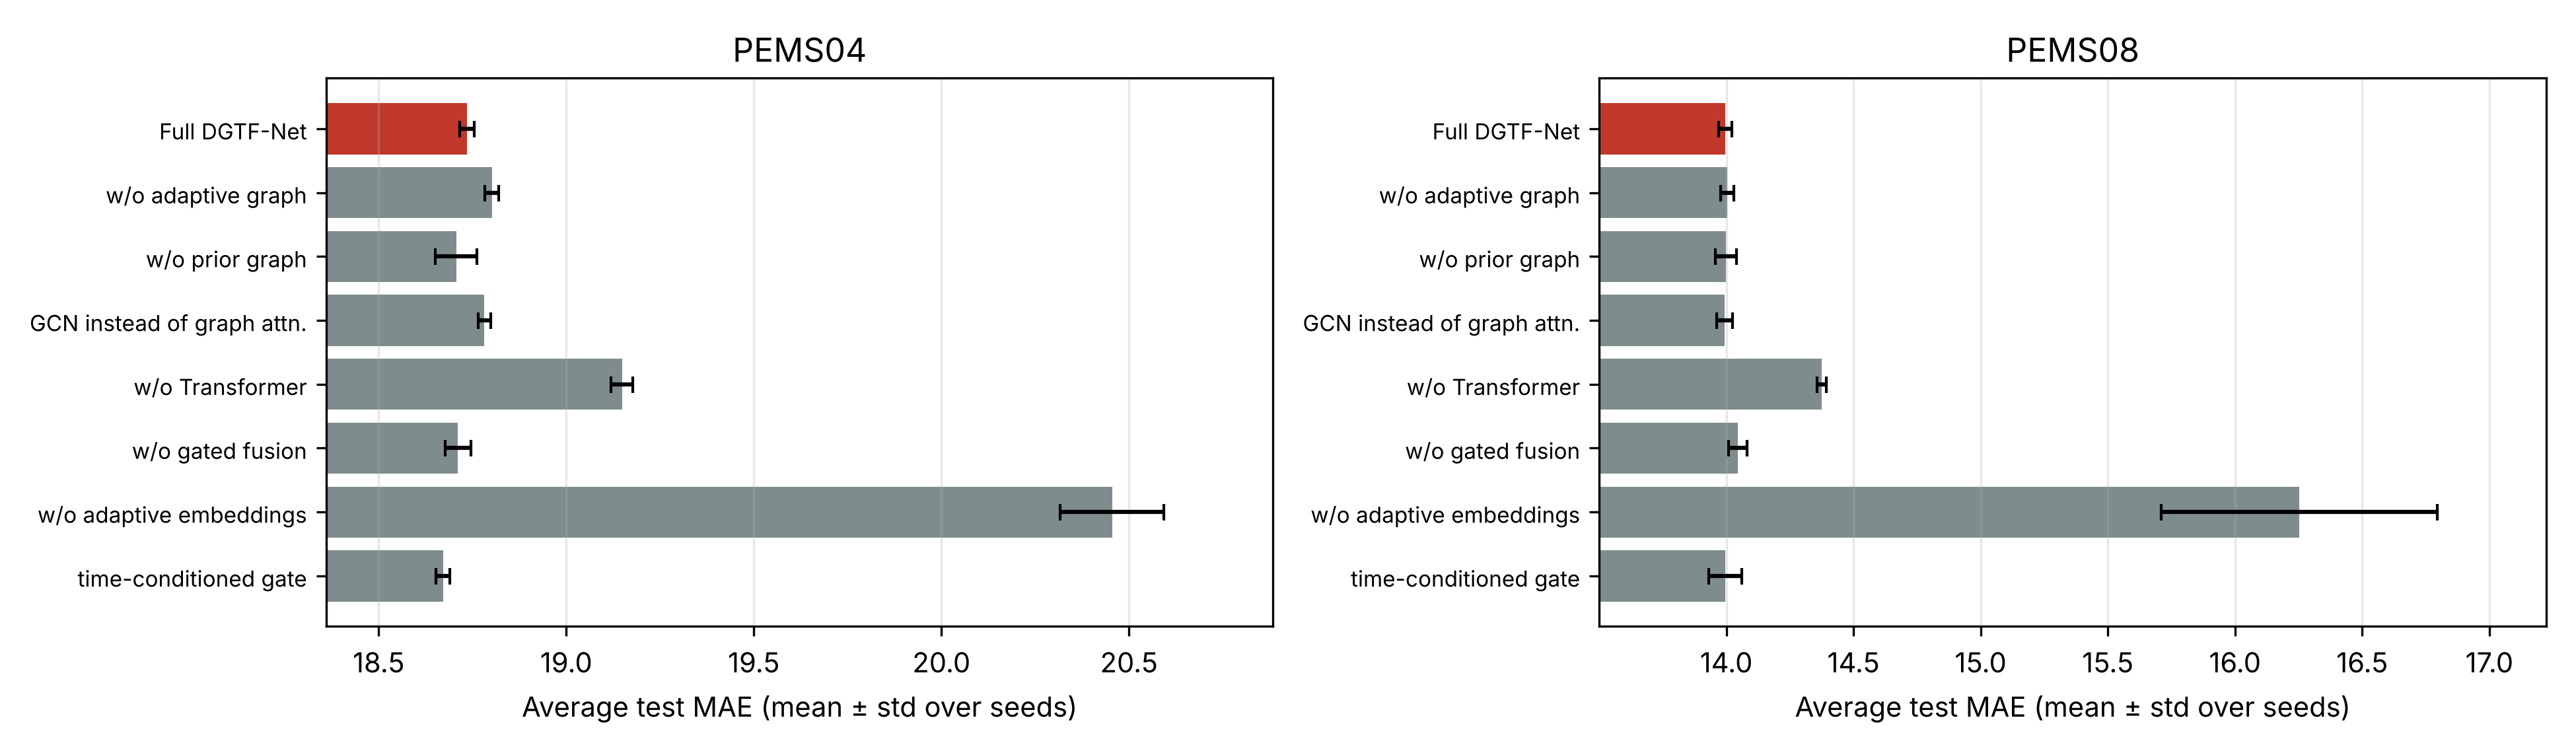 PEMS04
Full DGTF-Net
w/o adaptive graph
w/o prior graph
GCN instead of graph attn.
w/o Transformer
w/o gated fusion
w/o adaptive embeddings
time-conditioned gate
18.5 19.0 19.5 20.0 20.5
Average test MAE (mean ± std over seeds)
PEMS08
Full DGTF-Net
w/o adaptive graph
w/o prior graph
GCN instead of graph attn.
w/o Transformer
w/o gated fusion
w/o adaptive embeddings
time-conditioned gate
14.0 14.5 15.0 15.5 16.0 16.5 17.0
Average test MAE (mean ± std over seeds)